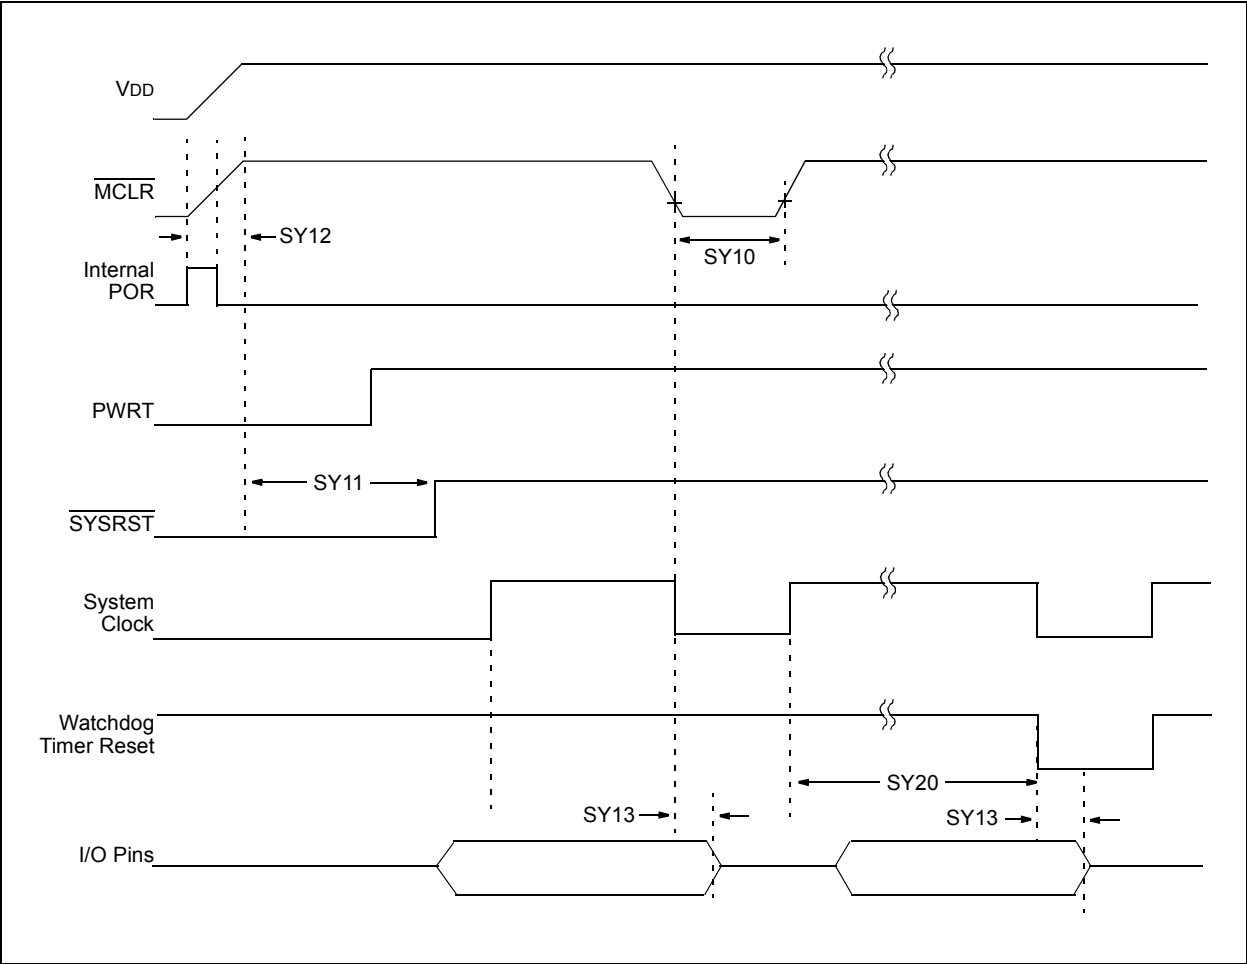 VDD
MCLR
SY12
SY10
Internal
POR
PWRT
SY11
SYSRST
System
Clock
Watchdog
Timer Reset
SY20
SY13
SY13
I/O Pins